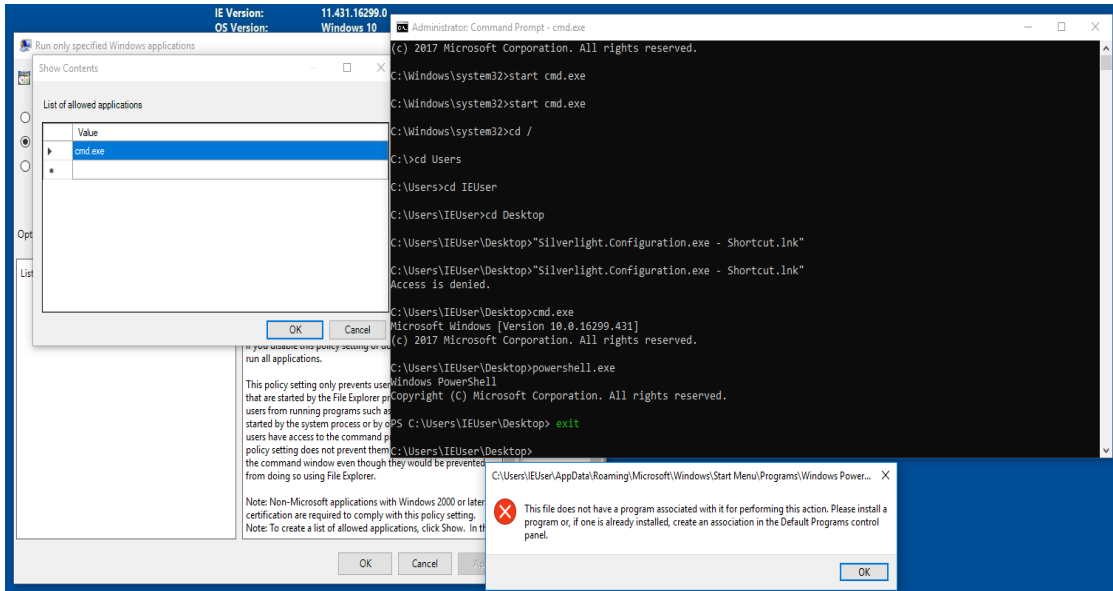 IE Version: 11.431.16299.0
OS Version: Windows 10
Run only specified Windows applications
Show Contents
List of allowed applications
Value
cmd.exe
OK Cancel
run all applications.
This policy setting only prevents user
that are started by the File Explorer pr
users from running programs such as
started by the system process or by o
users have access to the command p
policy setting does not prevent them
the command window even though they would be prevented
from doing so using File Explorer.
Note: Non-Microsoft applications with Windows 2000 or later
certification are required to comply with this policy setting.
Note: To create a list of allowed applications, click Show. In th
OK Cancel Ap
Opt
List
Administrator: Command Prompt - cmd.exe
(c) 2017 Microsoft Corporation. All rights reserved.
C:\Windows\system32>start cmd.exe
C:\Windows\system32>start cmd.exe
C:\Windows\system32>cd /
C:\>cd Users
C:\Users>cd IEUser
C:\Users\IEUser>cd Desktop
C:\Users\IEUser\Desktop>"Silverlight.Configuration.exe - Shortcut.lnk"
C:\Users\IEUser\Desktop>"Silverlight.Configuration.exe - Shortcut.lnk"
Access is denied.
C:\Users\IEUser\Desktop>cmd.exe
Microsoft Windows [Version 10.0.16299.431]
(c) 2017 Microsoft Corporation. All rights reserved.
C:\Users\IEUser\Desktop>powershell.exe
Windows PowerShell
Copyright (C) Microsoft Corporation. All rights reserved.
PS C:\Users\IEUser\Desktop> exit
C:\Users\IEUser\Desktop>
C:\Users\IEUser\AppData\Roaming\Microsoft\Windows\Start Menu\Programs\Windows Power...
This file does not have a program associated with it for performing this action. Please install a
program or, if one is already installed, create an association in the Default Programs control
panel.
OK